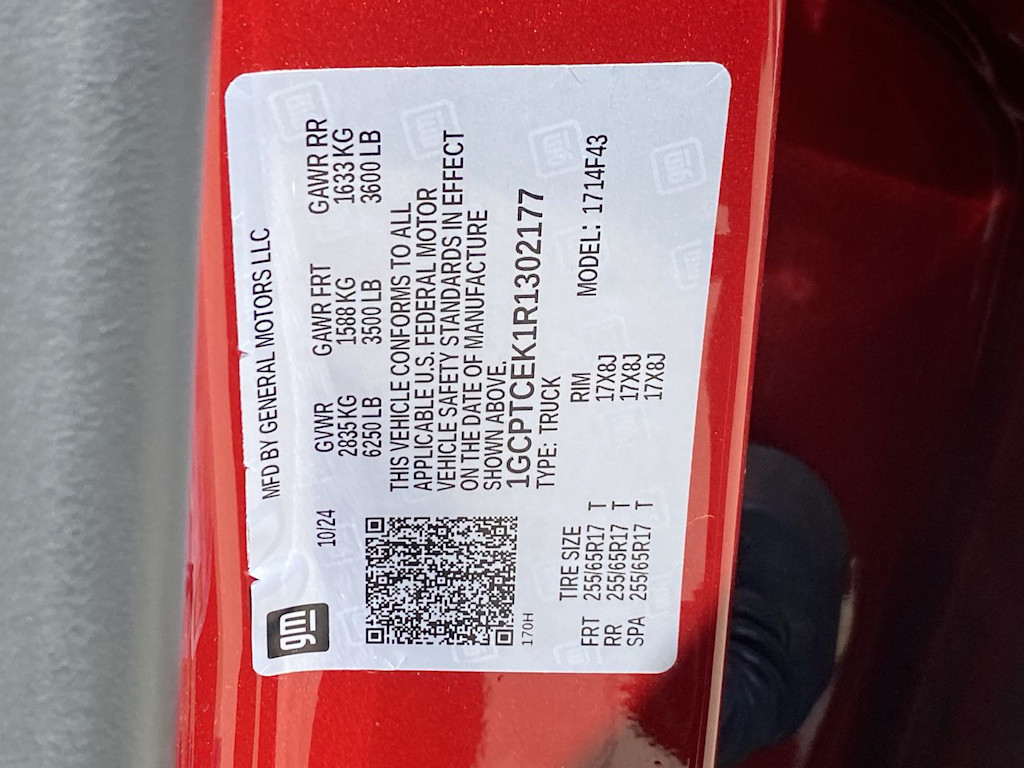 gm
MFD BY GENERAL MOTORS LLC
10/24
GVWR GAWR FRT GAWR RR
2835 KG 1588 KG 1633 KG
6250 LB 3500 LB 3600 LB
THIS VEHICLE CONFORMS TO ALL
APPLICABLE U.S. FEDERAL MOTOR
VEHICLE SAFETY STANDARDS IN EFFECT
ON THE DATE OF MANUFACTURE
SHOWN ABOVE.
1GCPTCEK1R1302177
170H
TYPE: TRUCK
TIRE SIZE RIM MODEL: 1714F43
FRT 255/65R17 T 17X8J
RR 255/65R17 T 17X8J
SPA 255/65R17 T 17X8J